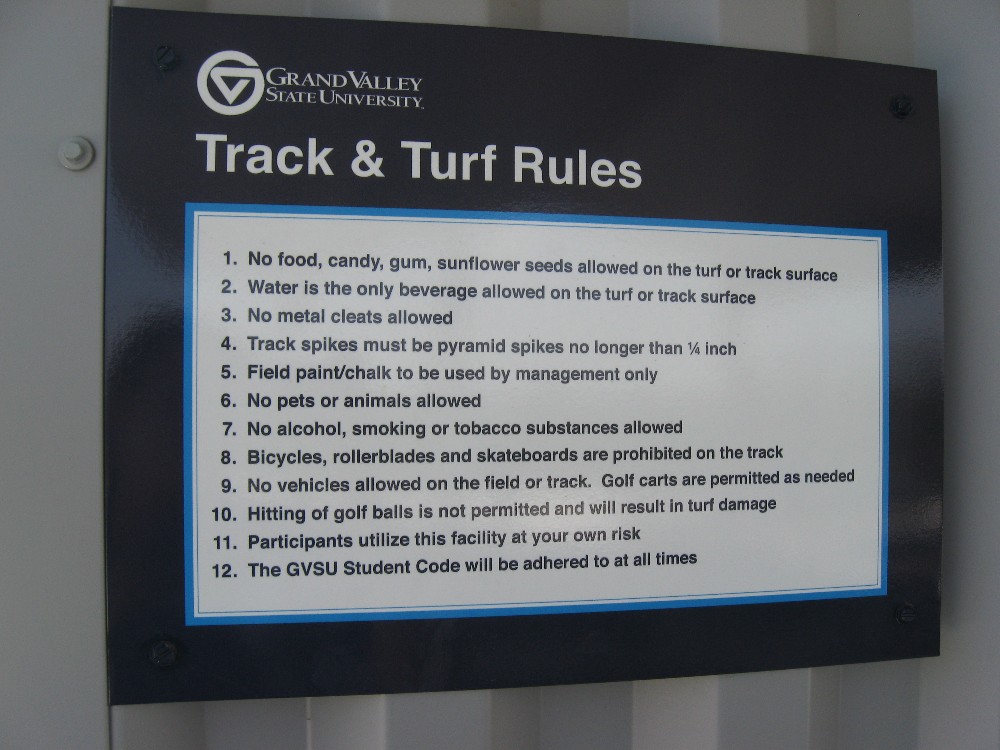 GRAND VALLEY
STATE UNIVERSITY
Track & Turf Rules
1. No food, candy, gum, sunflower seeds allowed on the turf or track surface
2. Water is the only beverage allowed on the turf or track surface
3. No metal cleats allowed
4. Track spikes must be pyramid spikes no longer than ¼ inch
5. Field paint/chalk to be used by management only
6. No pets or animals allowed
7. No alcohol, smoking or tobacco substances allowed
8. Bicycles, rollerblades and skateboards are prohibited on the track
9. No vehicles allowed on the field or track. Golf carts are permitted as needed
10. Hitting of golf balls is not permitted and will result in turf damage
11. Participants utilize this facility at your own risk
12. The GVSU Student Code will be adhered to at all times